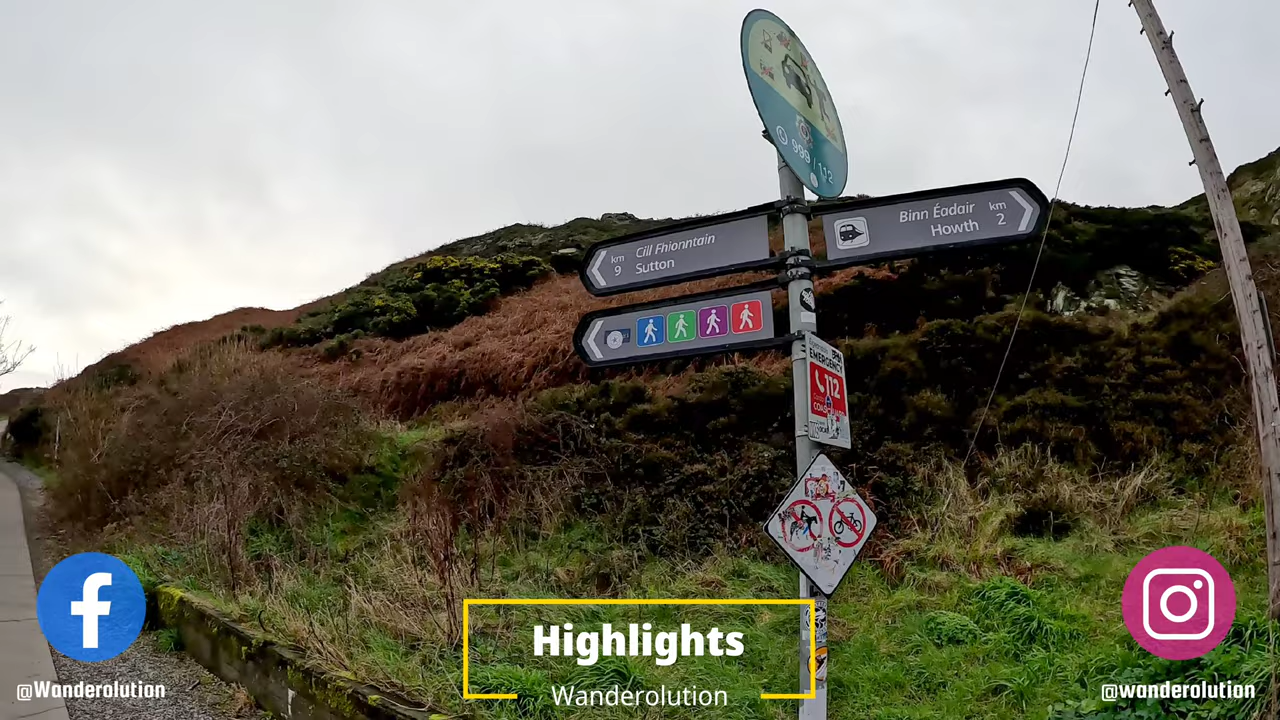 999 / 112
Binn Éadair
Howth
km
2
Cill Fhionntain
Sutton
km
9
EMERGENCY
112
Highlights
Wanderolution
@Wanderolution
@wanderolution